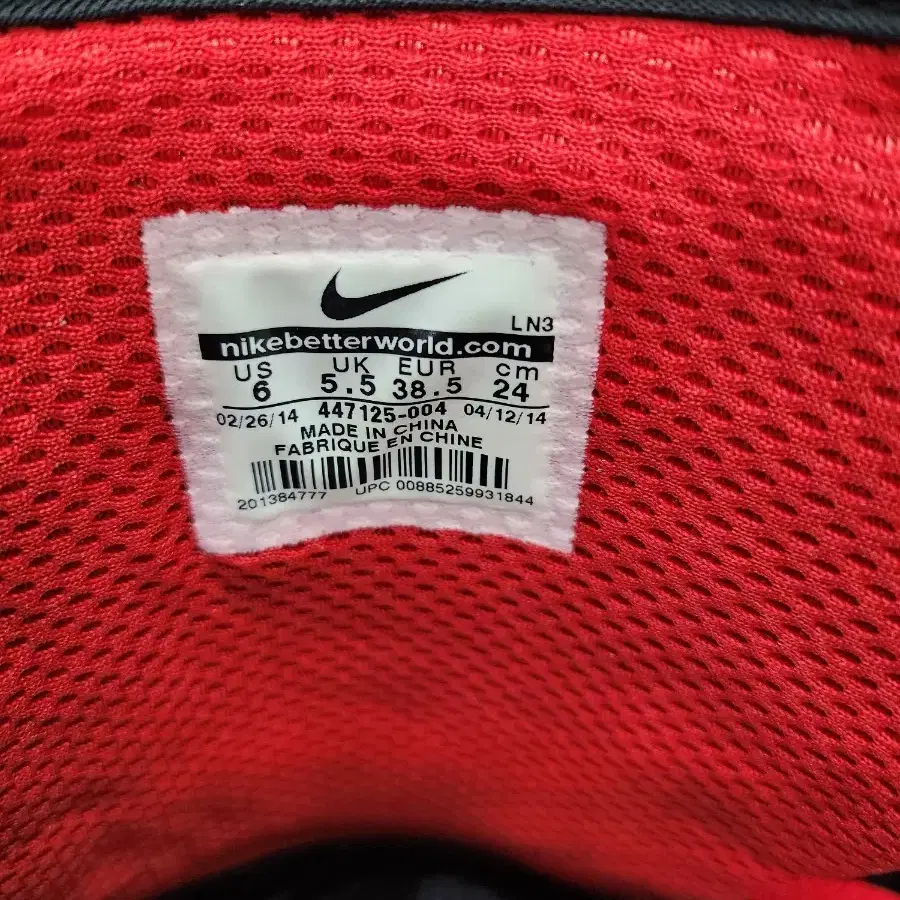 LN3
nikebetterworld.com
US UK EUR cm
6 5.5 38.5 24
02/26/14 447125-004 04/12/14
MADE IN CHINA
FABRIQUE EN CHINE
201384777 UPC 00885259931844